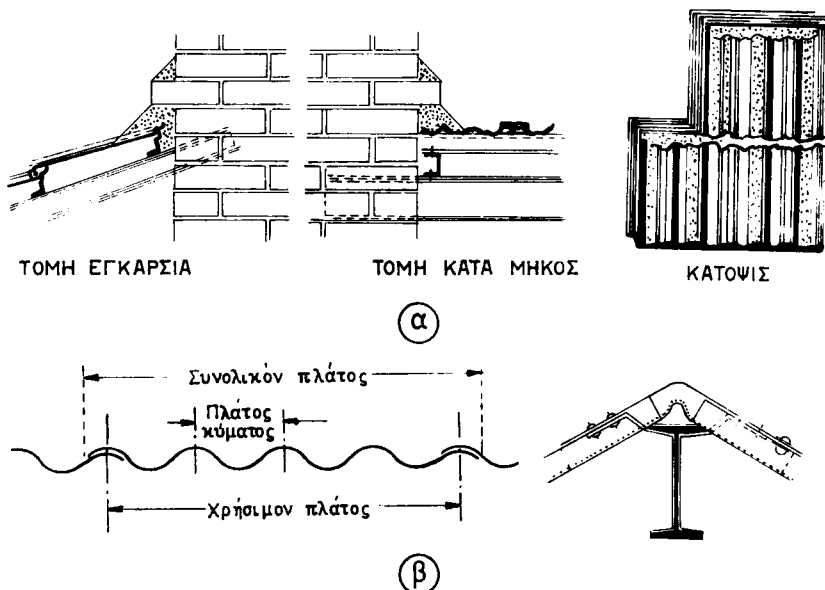 ΤΟΜΗ ΕΓΚΑΡΣΙΑ
ΤΟΜΗ ΚΑΤΑ ΜΗΚΟΣ
ΚΑΤΟΨΙΣ
α
Συνολικόν πλάτος
Πλάτος
κύματος
Χρήσιμον πλάτος
β